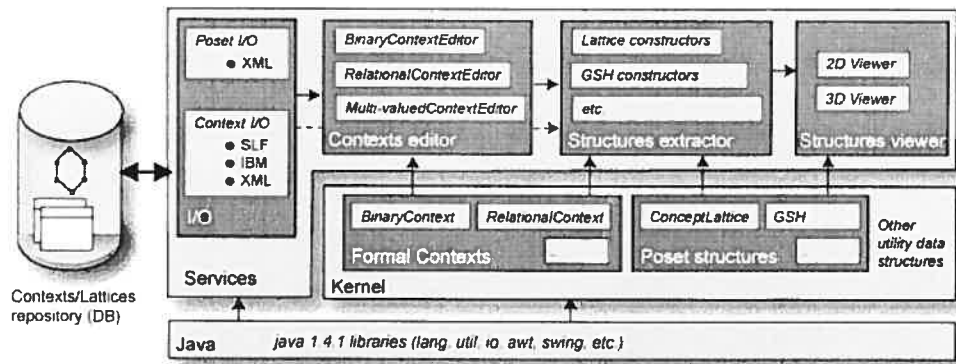 Poset I/O
XML
Context I/O
SLF
IBM
XML
I/O
BinaryContextEditor
RelationalContextEditor
Multi-valuedContextEditor
Contexts editor
Lattice constructors
GSH constructors
etc
Structures extractor
2D Viewer
3D Viewer
Structures viewer
BinaryContext
RelationalContext
Formal Contexts
ConceptLattice
GSH
Poset structures
Other
utility data
structures
Services
Kernel
Contexts/Lattices
repository (DB)
Java
java 1.4.1 libraries (lang, util, io, awt, swing, etc.)